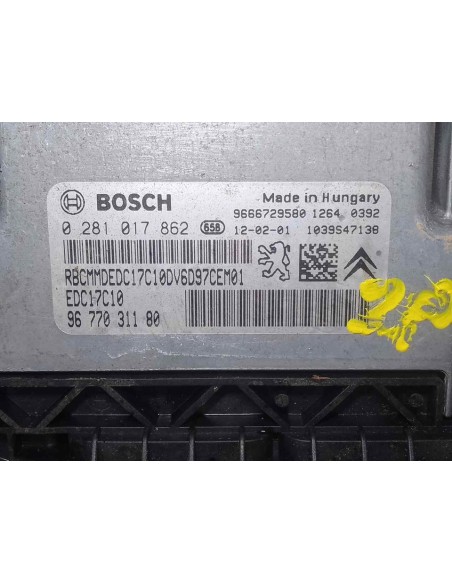 BOSCH
Made in Hungary
9666729580 1264 0392
0 281 017 862 658 12-02-01 1039S47138
RBCMMDEDC17C10DV6D97CEM01
EDC17C10
96 770 311 80